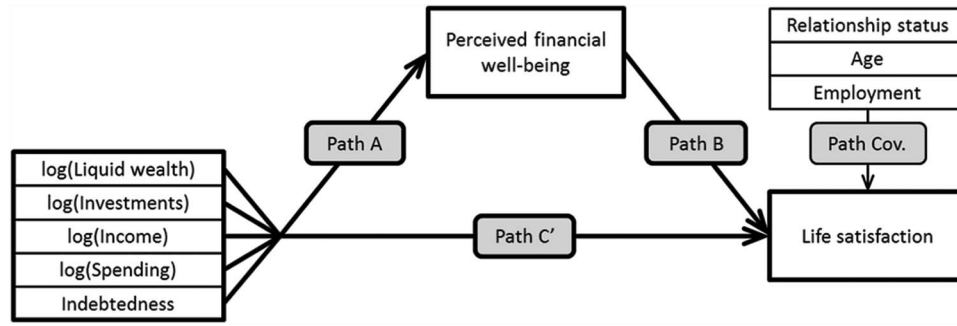 Perceived financial
well-being
Relationship status
Age
Employment
Path A
Path B
Path Cov.
log(Liquid wealth)
log(Investments)
log(Income)
log(Spending)
Indebtedness
Path C’
Life satisfaction